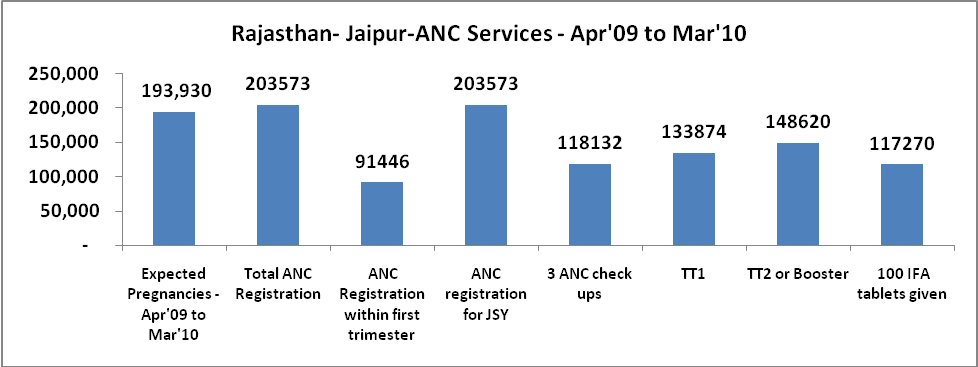 Rajasthan- Jaipur-ANC Services - Apr'09 to Mar'10
250,000
200,000
150,000
100,000
50,000
-
193,930
203573
91446
203573
118132
133874
148620
117270
Expected
Pregnancies -
Apr'09 to
Mar'10
Total ANC
Registration
ANC
Registration
within first
trimester
ANC
registration
for JSY
3 ANC check
ups
TT1
TT2 or Booster
100 IFA
tablets given